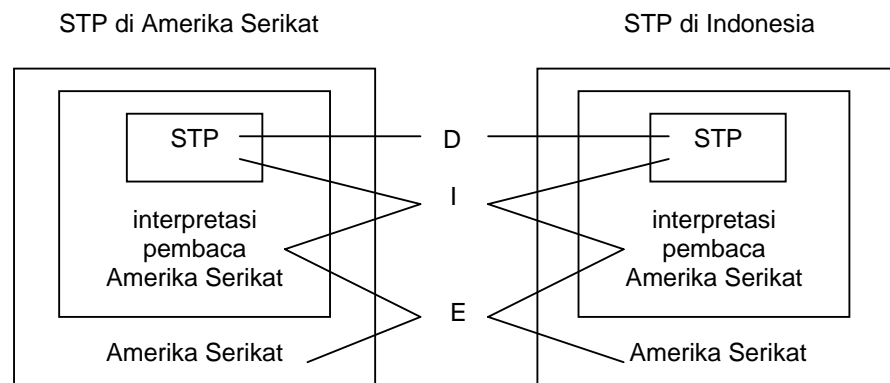 STP di Amerika Serikat
STP di Indonesia
STP
D
STP
I
interpretasi
pembaca
Amerika Serikat
interpretasi
pembaca
Amerika Serikat
E
Amerika Serikat
Amerika Serikat